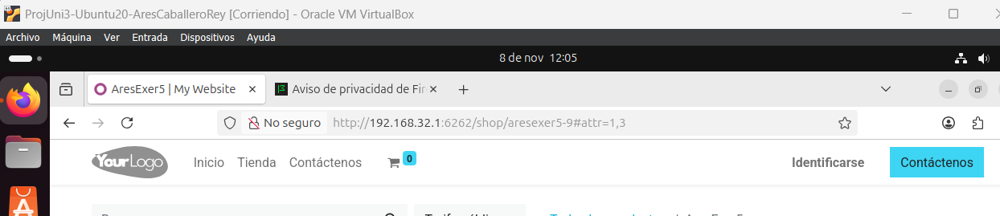 ProjUni3-Ubuntu20-AresCaballeroRey [Corriendo] - Oracle VM VirtualBox
Archivo Máquina Ver Entrada Dispositivos Ayuda
8 de nov 12:05
AresExer5 | My Website Aviso de privacidad de Fir
No seguro http://192.168.32.1:6262/shop/aresexer5-9#attr=1,3
YourLogo Inicio Tienda Contáctenos 0 Identificarse Contáctenos